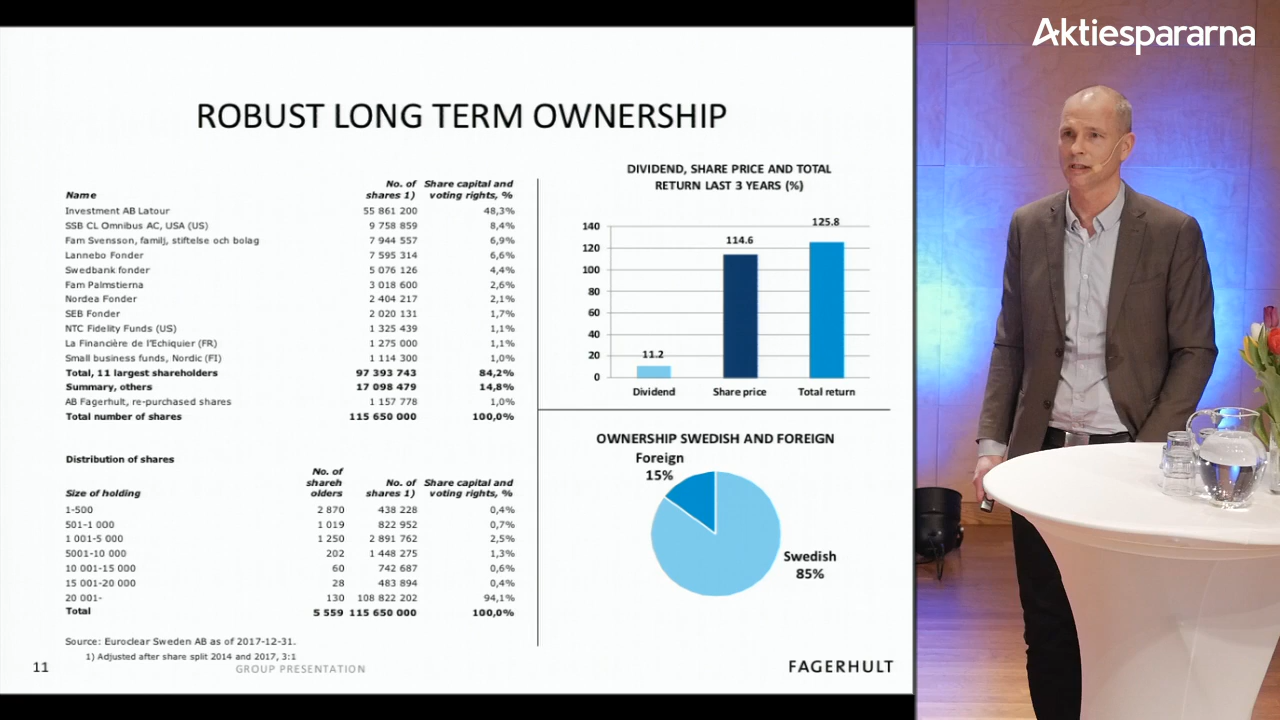 Aktiespararna
ROBUST LONG TERM OWNERSHIP
Name No. of shares 1) Share capital and voting rights, %
Investment AB Latour 55 861 200 48,3%
SSB CL Omnibus AC, USA (US) 9 758 859 8,4%
Fam Svensson, familj, stiftelse och bolag 7 944 557 6,9%
Lannebo Fonder 7 595 314 6,6%
Swedbank fonder 5 076 126 4,4%
Fam Palmstierna 3 018 600 2,6%
Nordea Fonder 2 404 217 2,1%
SEB Fonder 2 020 131 1,7%
NTC Fidelity Funds (US) 1 325 439 1,1%
La Financière de l'Echiquier (FR) 1 275 000 1,1%
Small business funds, Nordic (FI) 1 114 300 1,0%
Total, 11 largest shareholders 97 393 743 84,2%
Summary, others 17 098 479 14,8%
AB Fagerhult, re-purchased shares 1 157 778 1,0%
Total number of shares 115 650 000 100,0%
Distribution of shares
Size of holding No. of shareh olders No. of shares 1) Share capital and voting rights, %
1-500 2 870 438 228 0,4%
501-1 000 1 019 822 952 0,7%
1 001-5 000 1 250 2 891 762 2,5%
5001-10 000 202 1 448 275 1,3%
10 001-15 000 60 742 687 0,6%
15 001-20 000 28 483 894 0,4%
20 001- 130 108 822 202 94,1%
Total 5 559 115 650 000 100,0%
Source: Euroclear Sweden AB as of 2017-12-31.
1) Adjusted after share split 2014 and 2017, 3:1
DIVIDEND, SHARE PRICE AND TOTAL
RETURN LAST 3 YEARS (%)
140
120
100
80
60
40
20
0
11.2
114.6
125.8
Dividend Share price Total return
OWNERSHIP SWEDISH AND FOREIGN
Foreign
15%
Swedish
85%
11
GROUP PRESENTATION
FAGERHULT